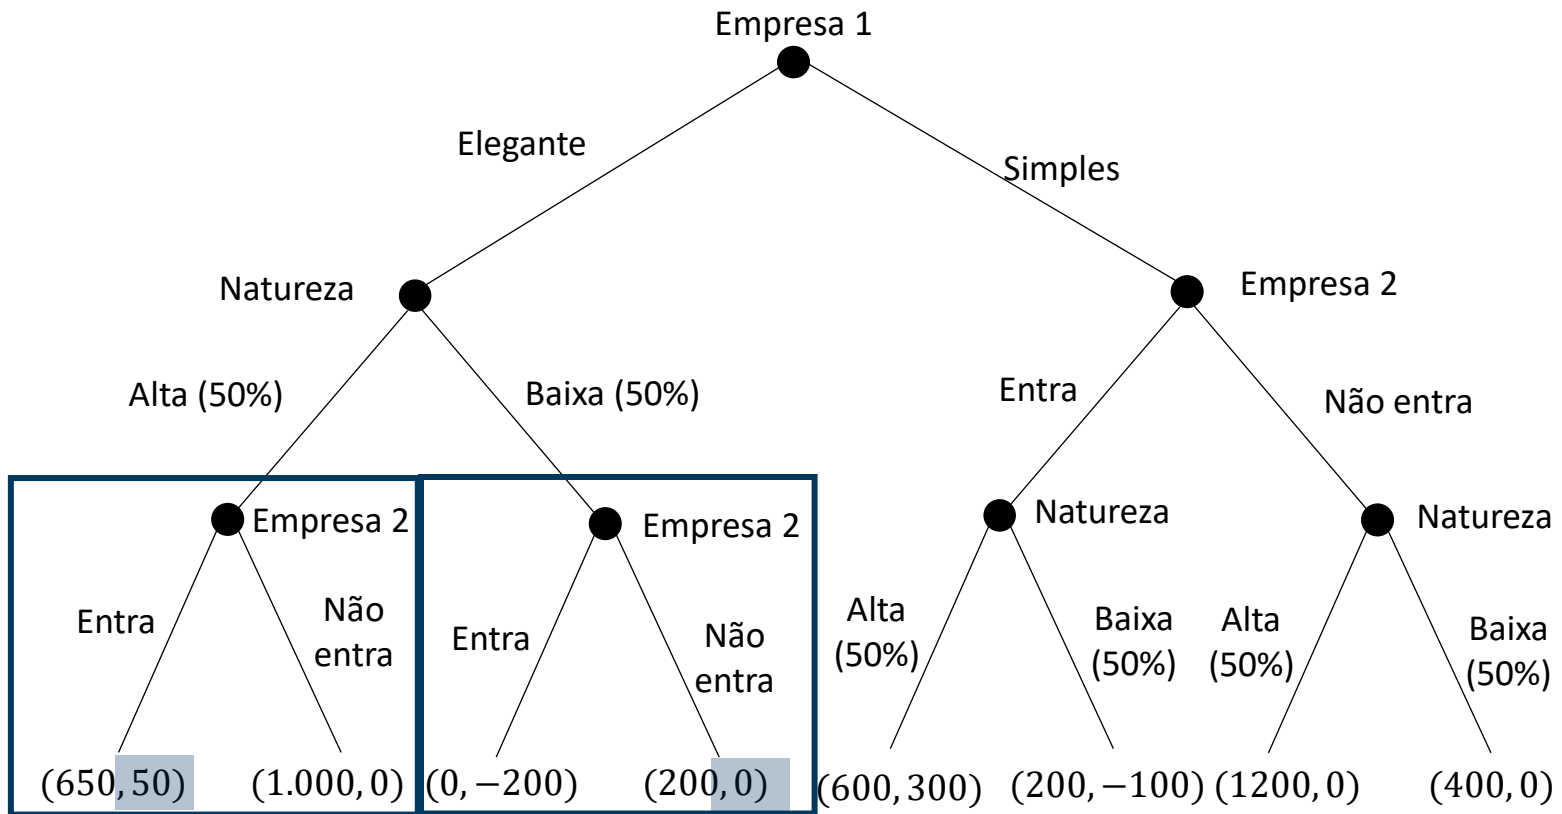 Empresa 1
Elegante
Simples
Natureza
Empresa 2
Alta (50%)
Baixa (50%)
Entra
Não entra
Empresa 2
Empresa 2
Natureza
Natureza
Entra
Não
entra
Entra
Não
entra
Alta
(50%)
Baixa
(50%)
Alta
(50%)
Baixa
(50%)
(650, 50)
(1.000, 0)
(0, −200)
(200, 0)
(600, 300)
(200, −100)
(1200, 0)
(400, 0)